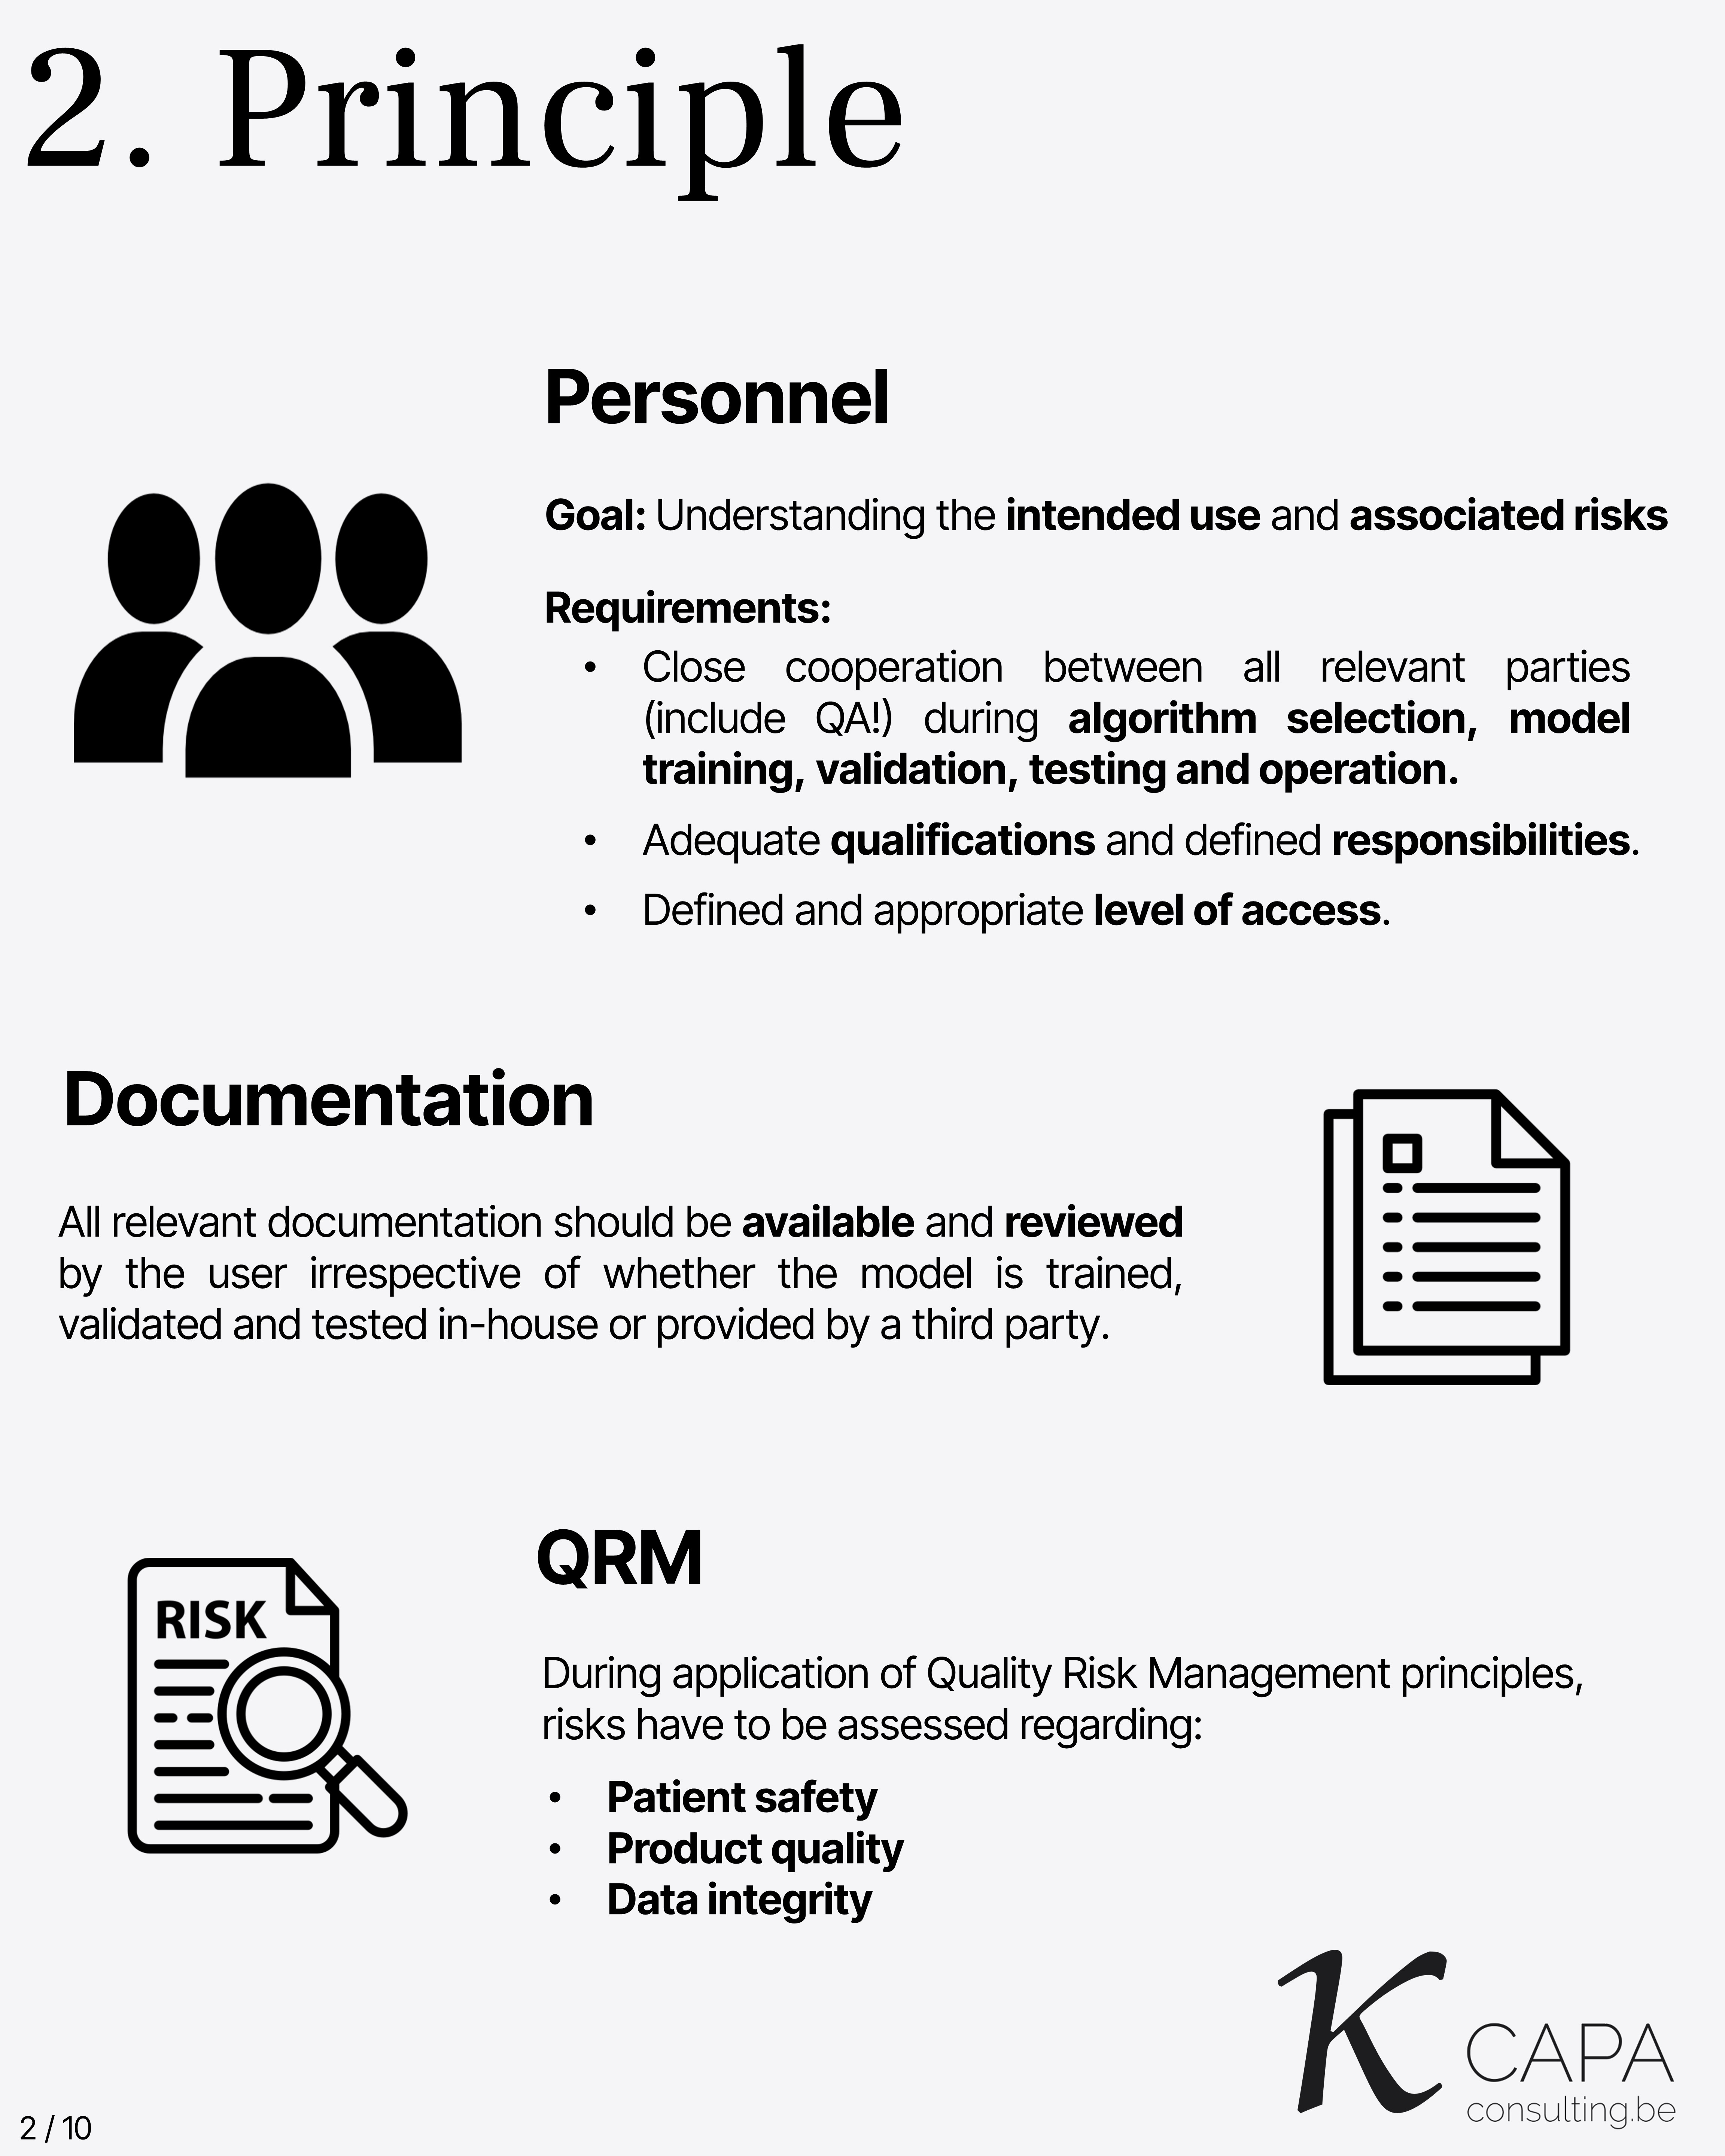 2. Principle
Personnel
Goal: Understanding the intended use and associated risks
Requirements:
• Close cooperation between all relevant parties
(include QA!) during algorithm selection, model
training, validation, testing and operation.
• Adequate qualifications and defined responsibilities.
• Defined and appropriate level of access.
Documentation
All relevant documentation should be available and reviewed
by the user irrespective of whether the model is trained,
validated and tested in-house or provided by a third party.
QRM
RISK
During application of Quality Risk Management principles,
risks have to be assessed regarding:
• Patient safety
• Product quality
• Data integrity
K CAPA
consulting.be
2 / 10